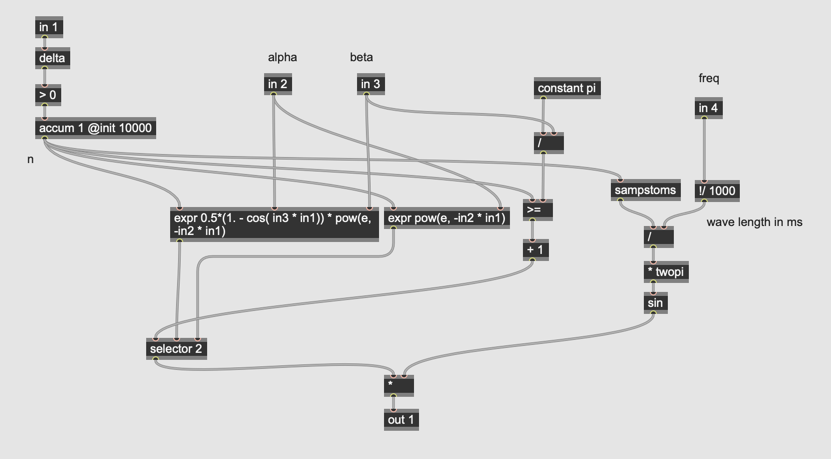 in 1
delta
> 0
accum 1 @init 10000
n
alpha
in 2
beta
in 3
constant pi
/
freq
in 4
!/ 1000
wave length in ms
sampstoms
expr 0.5*(1. - cos( in3 * in1)) * pow(e,
-in2 * in1)
expr pow(e, -in2 * in1)
>=
+ 1
/
* twopi
sin
selector 2
*
out 1